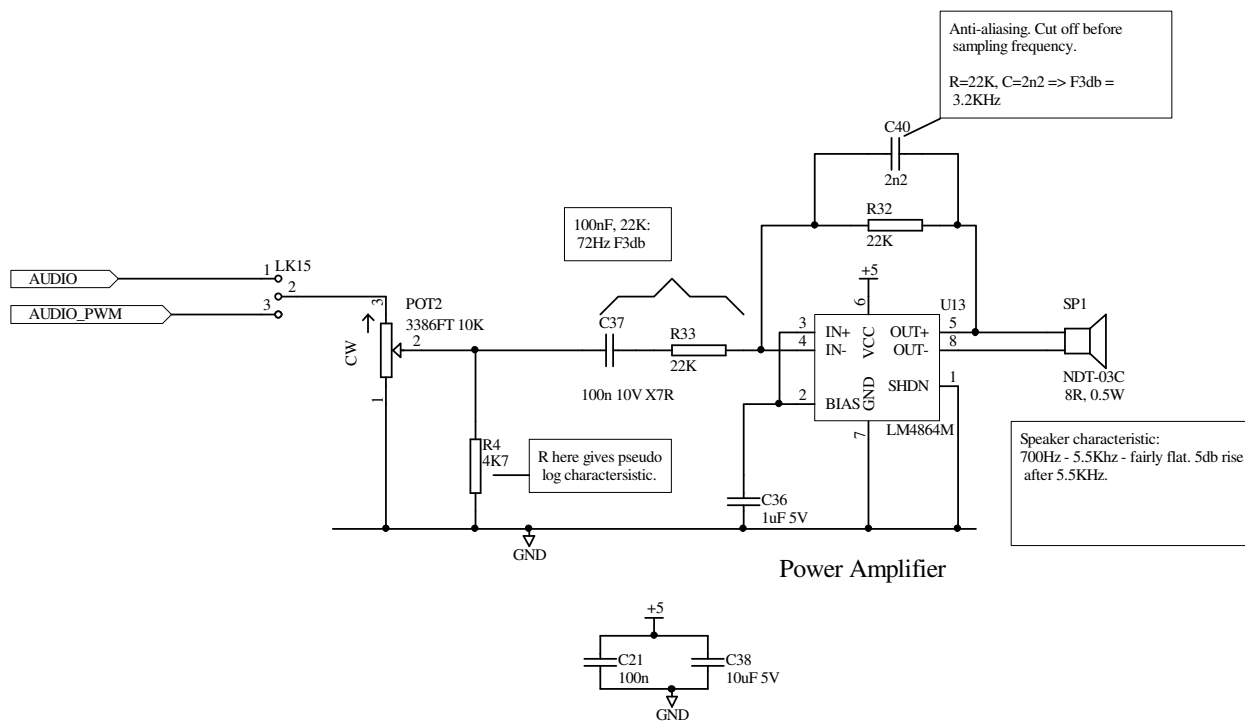 Anti-aliasing. Cut off before
sampling frequency.
R=22K, C=2n2 => F3db =
3.2KHz
C40
2n2
R32
22K
100nF, 22K:
72Hz F3db
AUDIO
AUDIO_PWM
1
LK15
2
3
3
POT2
3386FT 10K
CW
2
1
C37
100n 10V X7R
R33
22K
+5
6
U13
3
IN+
4
IN-
VCC
OUT+
5
OUT-
8
SHDN
1
2
BIAS
GND
7
LM4864M
SP1
NDT-03C
8R, 0.5W
R4
4K7
R here gives pseudo
log charactersistic.
C36
1uF 5V
Speaker characteristic:
700Hz - 5.5Khz - fairly flat. 5db rise
after 5.5KHz.
GND
Power Amplifier
+5
C21
100n
C38
10uF 5V
GND